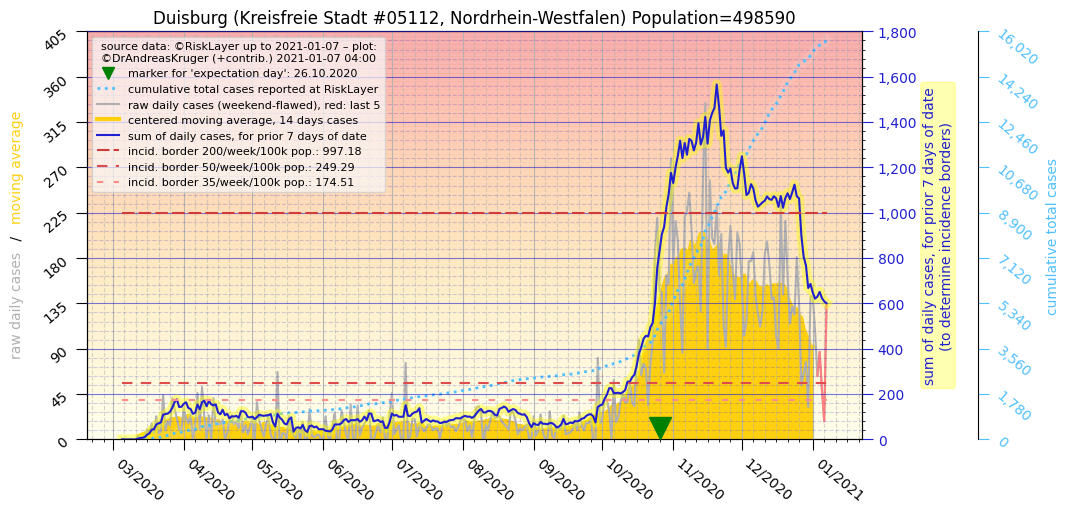 Duisburg (Kreisfreie Stadt #05112, Nordrhein-Westfalen) Population=498590
source data: ©RiskLayer up to 2021-01-07 – plot:
©DrAndreasKruger (+contrib.) 2021-01-07 04:00
marker for 'expectation day': 26.10.2020
cumulative total cases reported at RiskLayer
raw daily cases (weekend-flawed), red: last 5
centered moving average, 14 days cases
sum of daily cases, for prior 7 days of date
incid. border 200/week/100k pop.: 997.18
incid. border 50/week/100k pop.: 249.29
incid. border 35/week/100k pop.: 174.51
raw daily cases / moving average
405
360
315
270
225
180
135
90
45
0
03/2020
04/2020
05/2020
06/2020
07/2020
08/2020
09/2020
10/2020
11/2020
12/2020
01/2021
1,800
1,600
1,400
1,200
1,000
800
600
400
200
0
sum of daily cases, for prior 7 days of date
(to determine incidence borders)
16,020
14,240
12,460
10,680
8,900
7,120
5,340
3,560
1,780
0
cumulative total cases